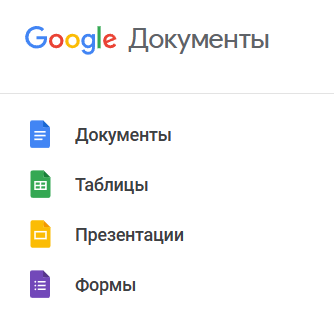 Google Документы
Документы
Таблицы
Презентации
Формы